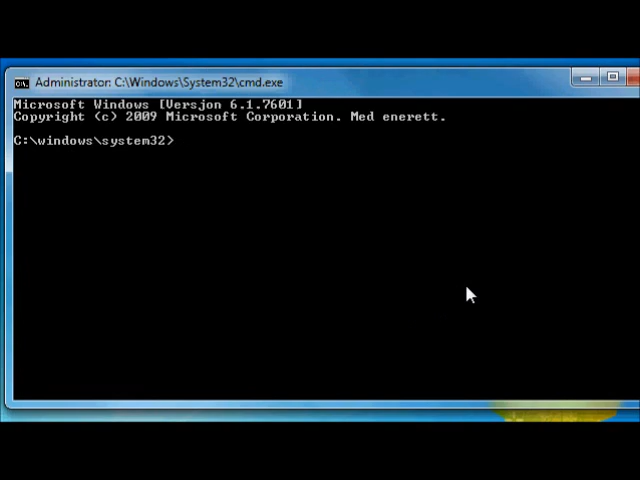 Administrator: C:\Windows\System32\cmd.exe
Microsoft Windows [Versjon 6.1.7601]
Copyright (c) 2009 Microsoft Corporation. Med enerett.
C:\windows\system32>